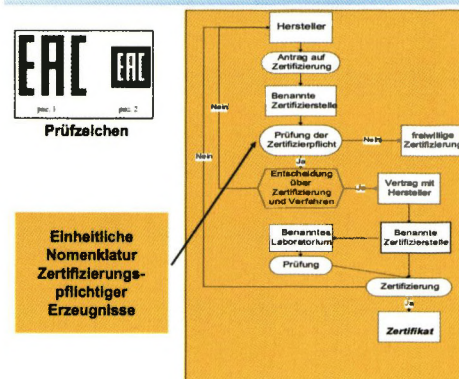 EAC
EAC
рис. 1
рис. 2
Prüfzeichen
Einheitliche
Nomenklatur
Zertifizierungs-
pflichtiger
Erzeugnisse
Hersteller
Antrag auf
Zertifizierung
Benannte
Zertifizierstelle
Nein
Prüfung der
Zertifizierpflicht
Nein
freiwillige
Zertifizierung
Nein
Ja
Entscheidung
über
Zertifizierung
und Verfahren
Ja
Vertrag mit
Hersteller
Benanntes
Laboratorium
Benannte
Zertifizierstelle
Prüfung
Zertifizierung
Ja
Zertifikat